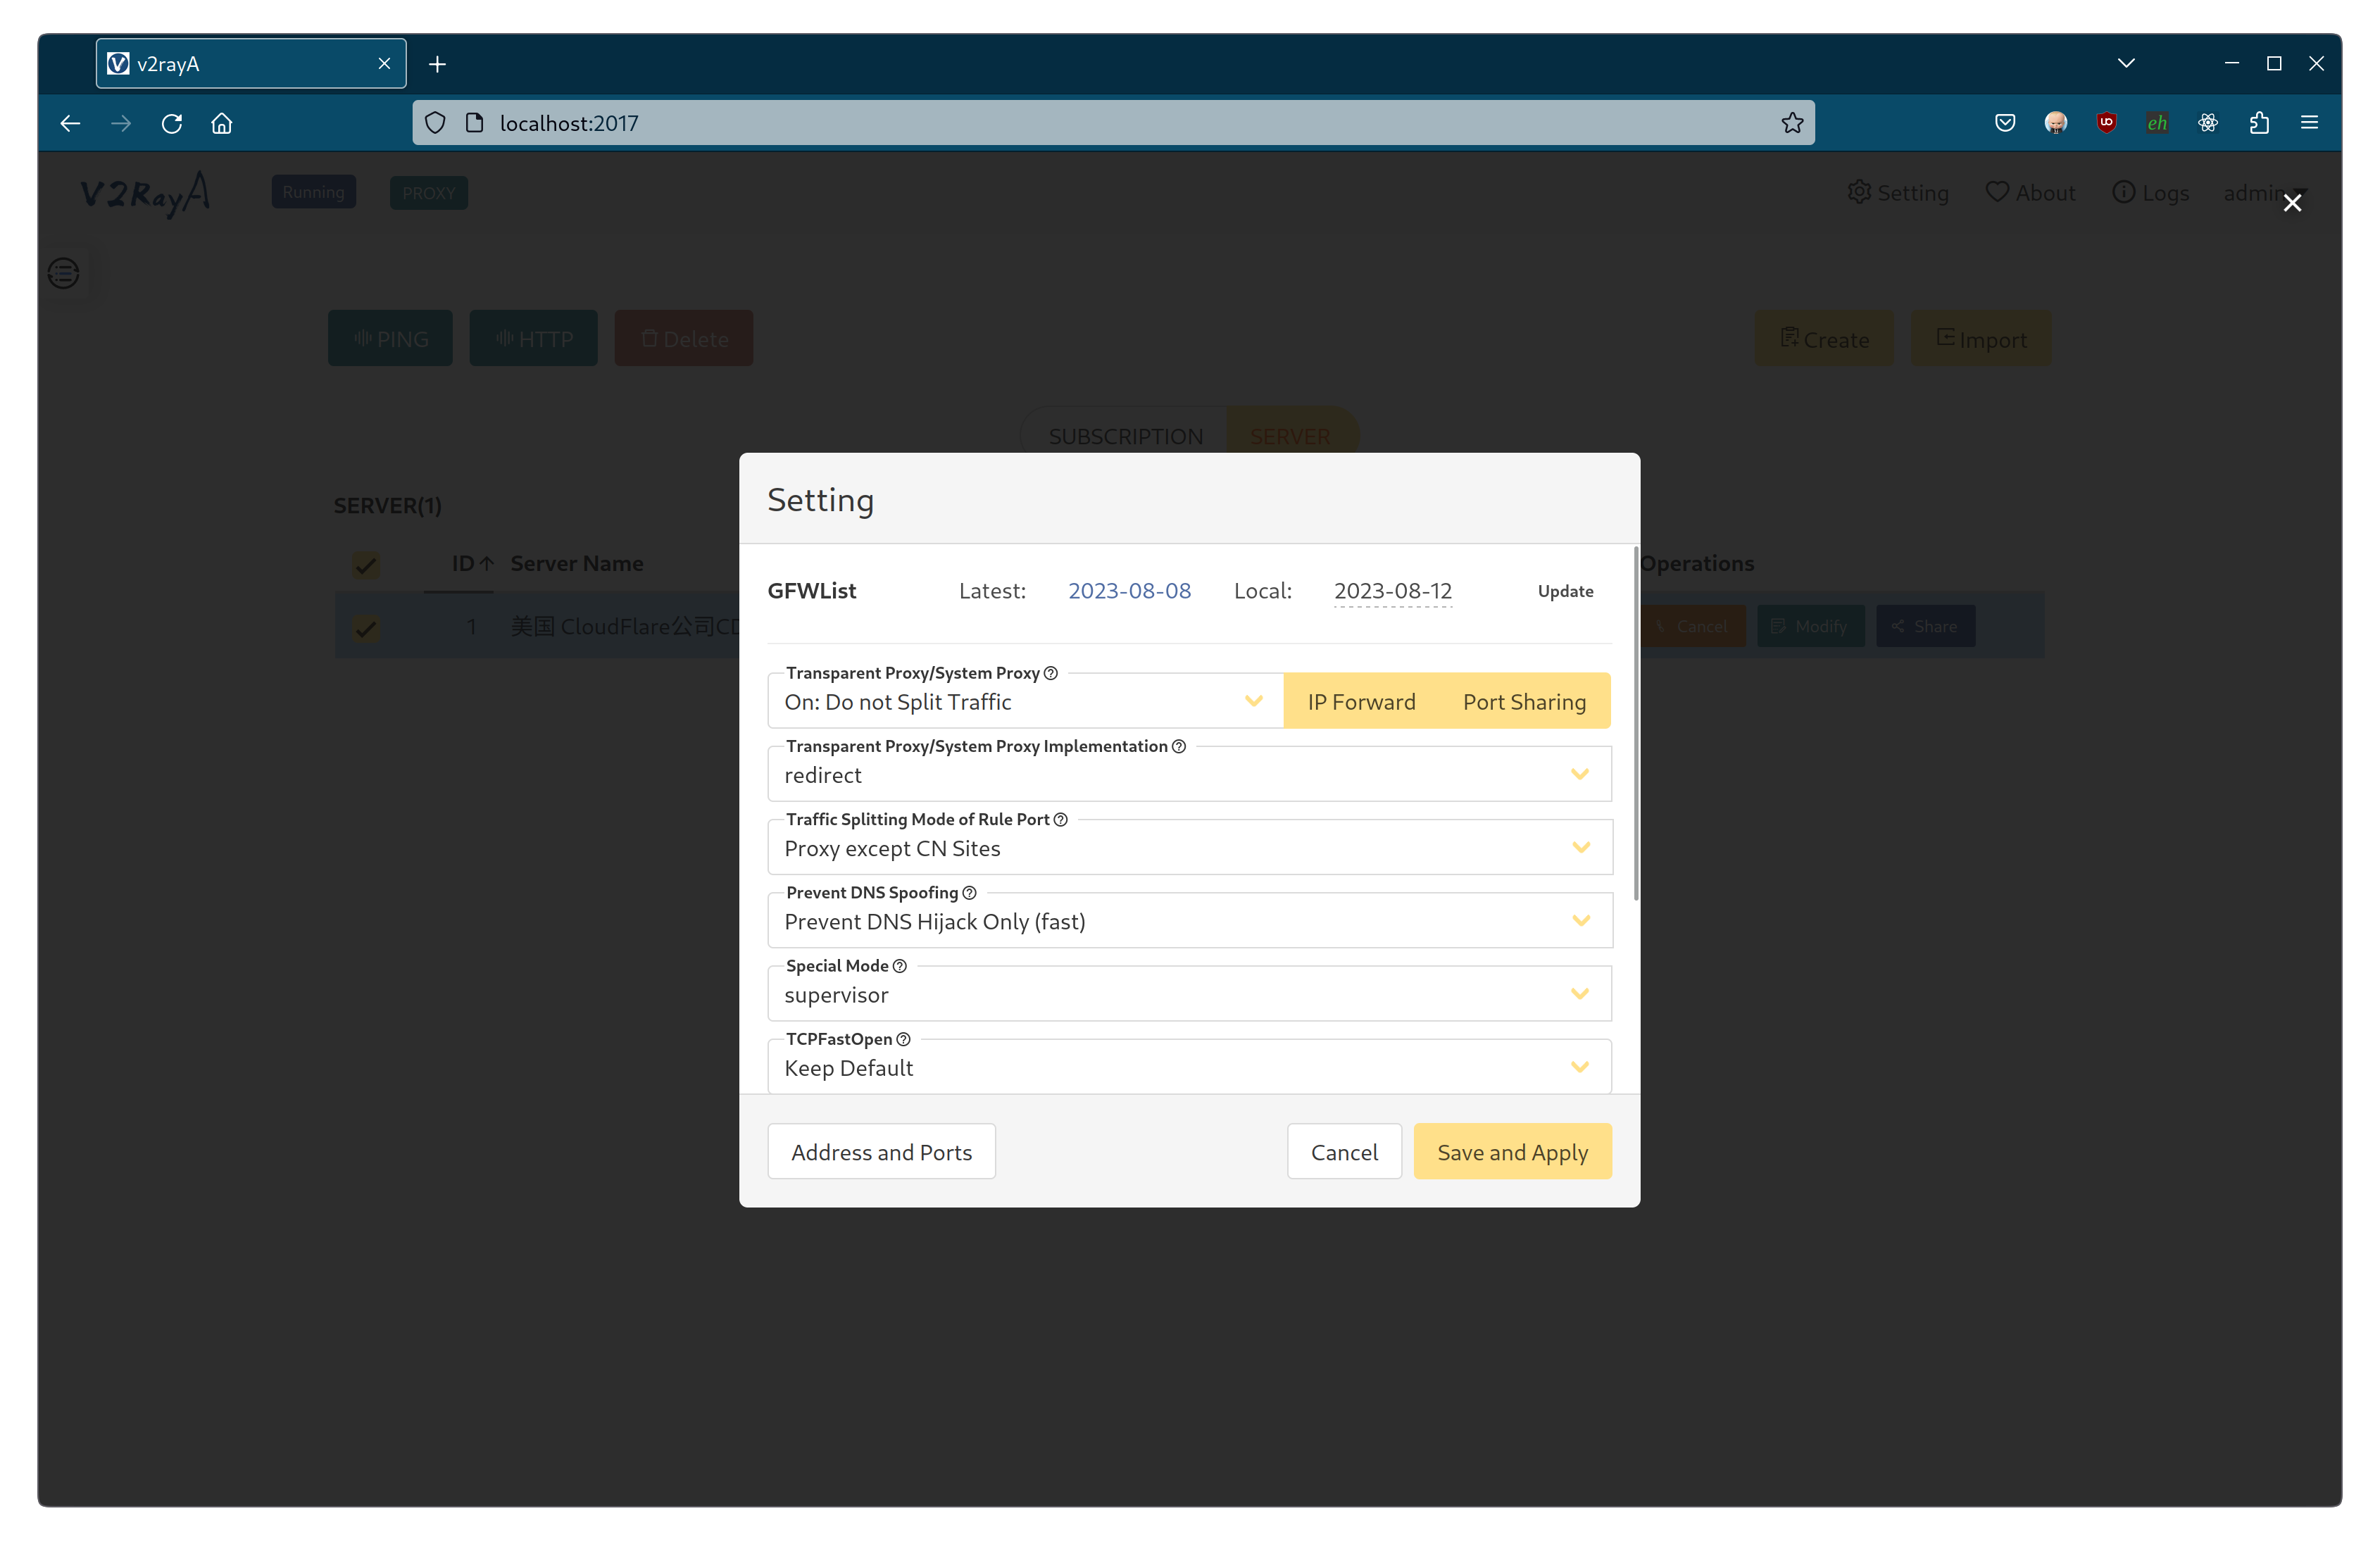 v2rayA
localhost:2017
V2RayA Running PROXY Setting About Logs admin
PING HTTP Delete Create Import
SUBSCRIPTION SERVER
SERVER(1)
ID Server Name Operations
1 美国 CloudFlare公司CD Cancel Modify Share
Setting
GFWList Latest: 2023-08-08 Local: 2023-08-12 Update
Transparent Proxy/System Proxy
On: Do not Split Traffic IP Forward Port Sharing
Transparent Proxy/System Proxy Implementation
redirect
Traffic Splitting Mode of Rule Port
Proxy except CN Sites
Prevent DNS Spoofing
Prevent DNS Hijack Only (fast)
Special Mode
supervisor
TCPFastOpen
Keep Default
Address and Ports Cancel Save and Apply